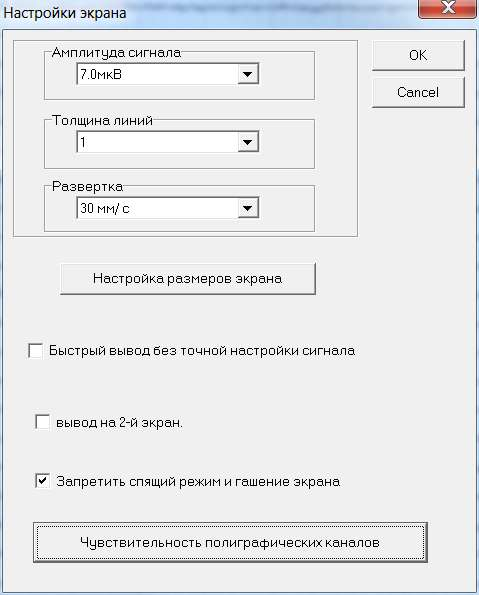 Настройки экрана
Амплитуда сигнала
7.0мкВ
OK
Cancel
Толщина линий
1
Развертка
30 мм/ с
Настройка размеров экрана
Быстрый вывод без точной настройки сигнала
вывод на 2-й экран.
Запретить спящий режим и гашение экрана
Чувствительность полиграфических каналов